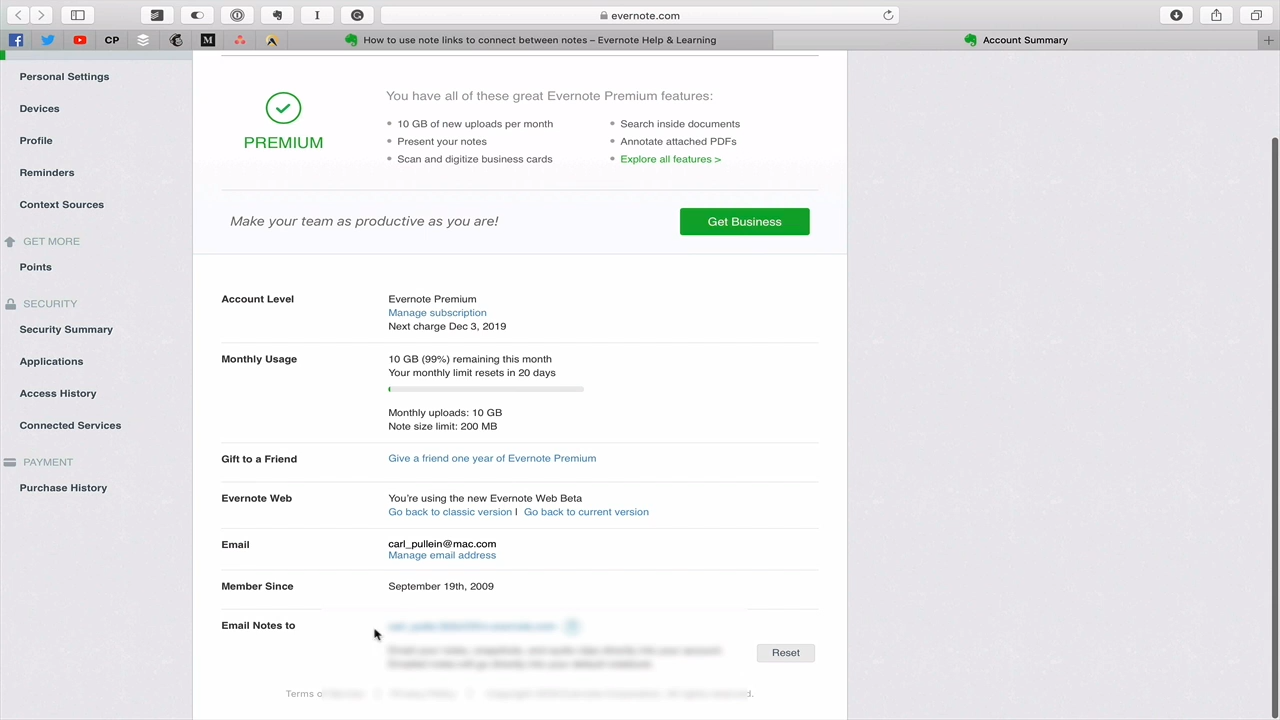 evernote.com
CP
M
How to use note links to connect between notes – Evernote Help & Learning
Account Summary
Personal Settings
Devices
Profile
Reminders
Context Sources
GET MORE
Points
SECURITY
Security Summary
Applications
Access History
Connected Services
PAYMENT
Purchase History
PREMIUM
You have all of these great Evernote Premium features:
10 GB of new uploads per month
Present your notes
Scan and digitize business cards
Search inside documents
Annotate attached PDFs
Explore all features >
Make your team as productive as you are!
Get Business
Account Level
Evernote Premium
Manage subscription
Next charge Dec 3, 2019
Monthly Usage
10 GB (99%) remaining this month
Your monthly limit resets in 20 days
Monthly uploads: 10 GB
Note size limit: 200 MB
Gift to a Friend
Give a friend one year of Evernote Premium
Evernote Web
You're using the new Evernote Web Beta
Go back to classic version | Go back to current version
Email
carl_pullein@mac.com
Manage email address
Member Since
September 19th, 2009
Email Notes to
Reset
Terms